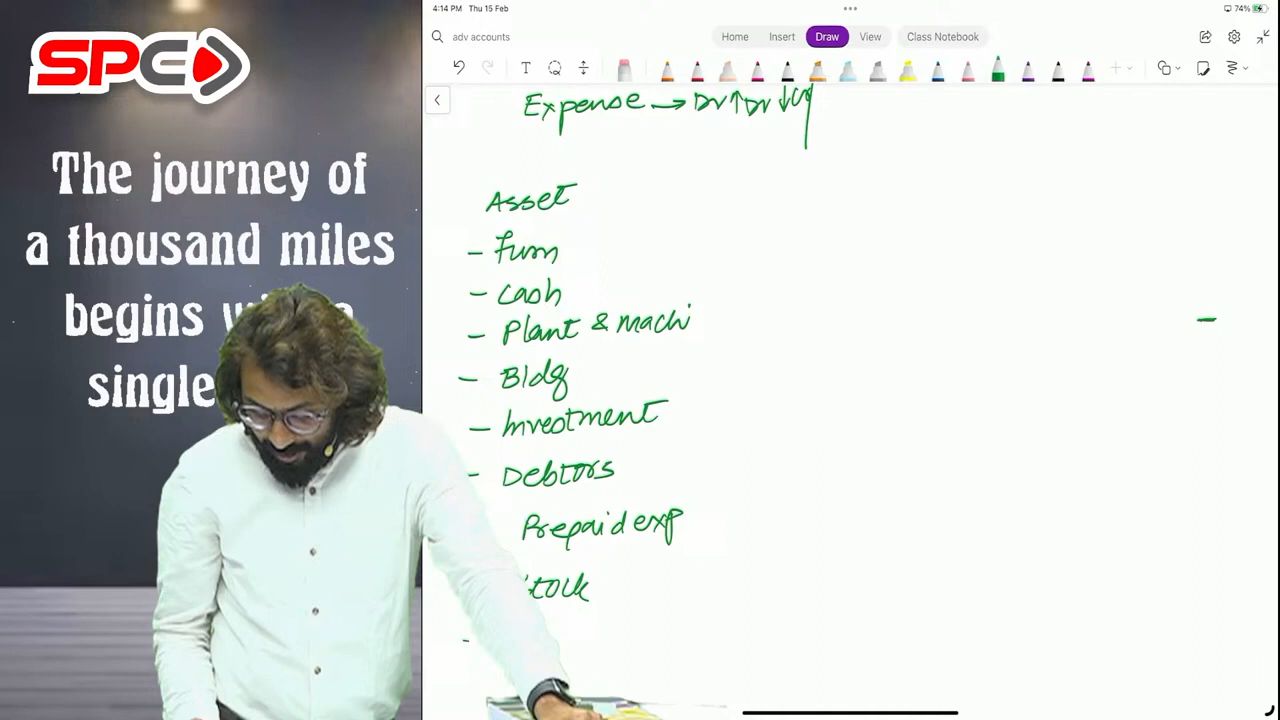 4:14 PM Thu 15 Feb
74%
adv accounts
Home Insert Draw View Class Notebook
SPE
The journey of
a thousand miles
begins
single
Expense → Dr↑ Dr ↓ Cr
Asset
- Furn
- Cash
- Plant & Machi
- Bldg
- Investment
- Debtors
Prepaid exp
Stock